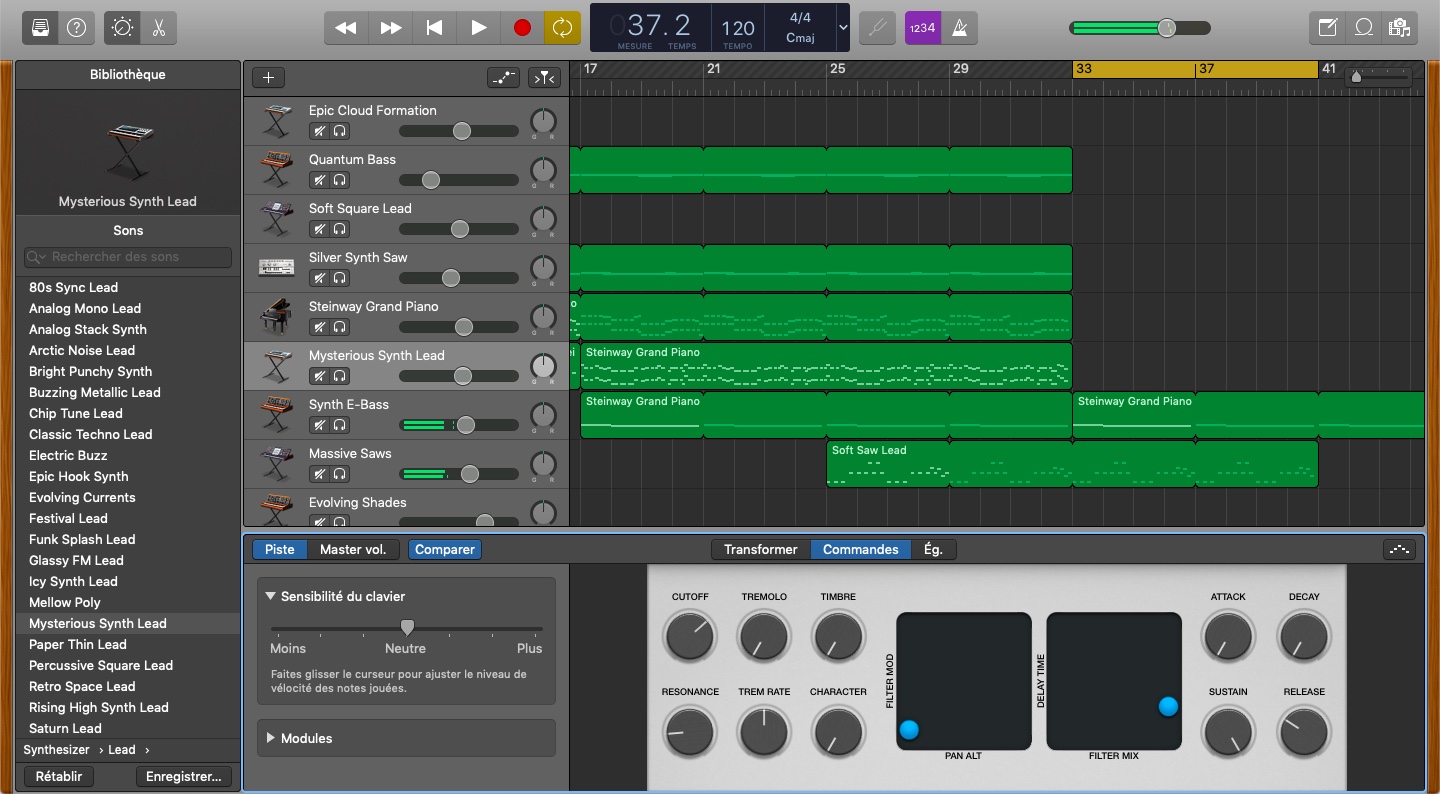 037.2
120
4/4
Cmaj
MESURE TEMPS
TEMPO
1234
Bibliothèque
Mysterious Synth Lead
Sons
Rechercher des sons
80s Sync Lead
Analog Mono Lead
Analog Stack Synth
Arctic Noise Lead
Bright Punchy Synth
Buzzing Metallic Lead
Chip Tune Lead
Classic Techno Lead
Electric Buzz
Epic Hook Synth
Evolving Currents
Festival Lead
Funk Splash Lead
Glassy FM Lead
Icy Synth Lead
Mellow Poly
Mysterious Synth Lead
Paper Thin Lead
Percussive Square Lead
Retro Space Lead
Rising High Synth Lead
Saturn Lead
Synthesizer › Lead ›
Rétablir Enregistrer...
17 21 25 29 33 37 41
Epic Cloud Formation
G R
Quantum Bass
G R
Soft Square Lead
G R
Silver Synth Saw
G R
Steinway Grand Piano
G R
o
Mysterious Synth Lead
G R
Steinway Grand Piano
Synth E-Bass
G R
Steinway Grand Piano
Steinway Grand Piano
Massive Saws
G R
Soft Saw Lead
Evolving Shades
Piste Master vol. Comparer Transformer Commandes Ég.
Sensibilité du clavier
Moins Neutre Plus
Faites glisser le curseur pour ajuster le niveau de
vélocité des notes jouées.
Modules
CUTOFF TREMOLO TIMBRE
RESONANCE TREM RATE CHARACTER
FILTER MOD
PAN ALT
DELAY TIME
FILTER MIX
ATTACK DECAY
SUSTAIN RELEASE